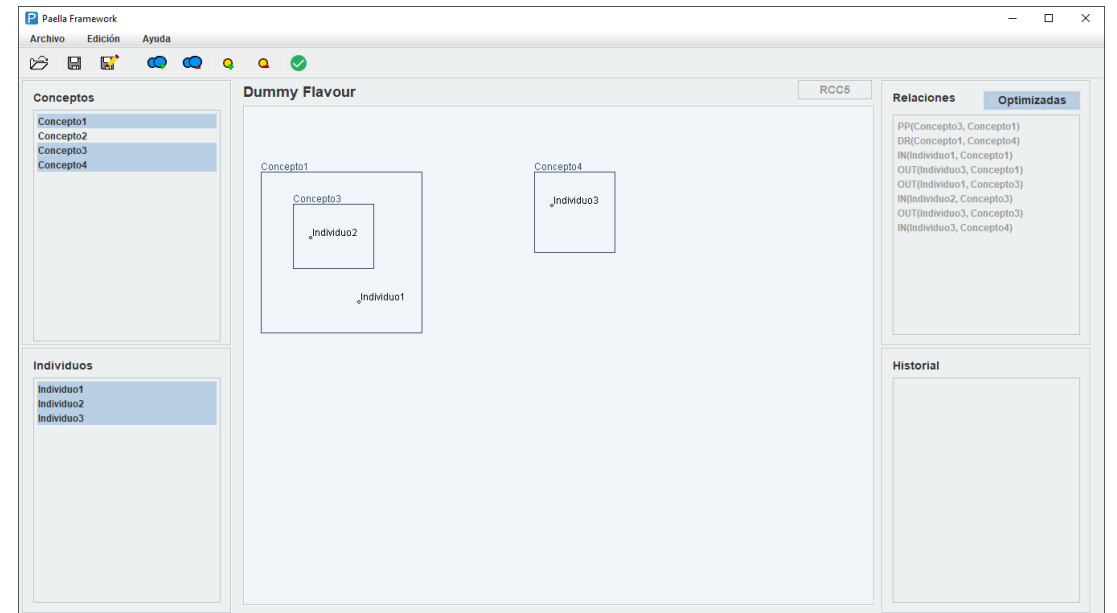 Paella Framework
Archivo Edición Ayuda
Conceptos
Concepto1
Concepto2
Concepto3
Concepto4
Individuos
Individuo1
Individuo2
Individuo3
Dummy Flavour
RCC5
Concepto1
Concepto3
Individuo2
Individuo1
Concepto4
Individuo3
Relaciones
Optimizadas
PP(Concepto3, Concepto1)
DR(Concepto1, Concepto4)
IN(Individuo1, Concepto1)
OUT(Individuo3, Concepto1)
OUT(Individuo1, Concepto3)
IN(Individuo2, Concepto3)
OUT(Individuo3, Concepto3)
IN(Individuo3, Concepto4)
Historial